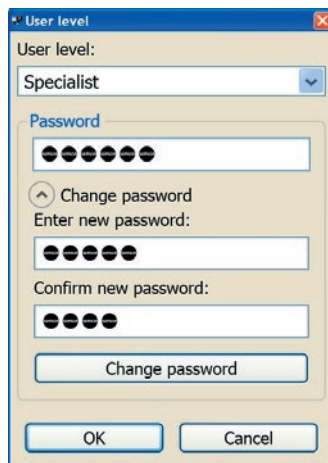 User level
User level:
Specialist
Password
●●●●●●
Change password
Enter new password:
●●●●●
Confirm new password:
●●●●
Change password
OK
Cancel